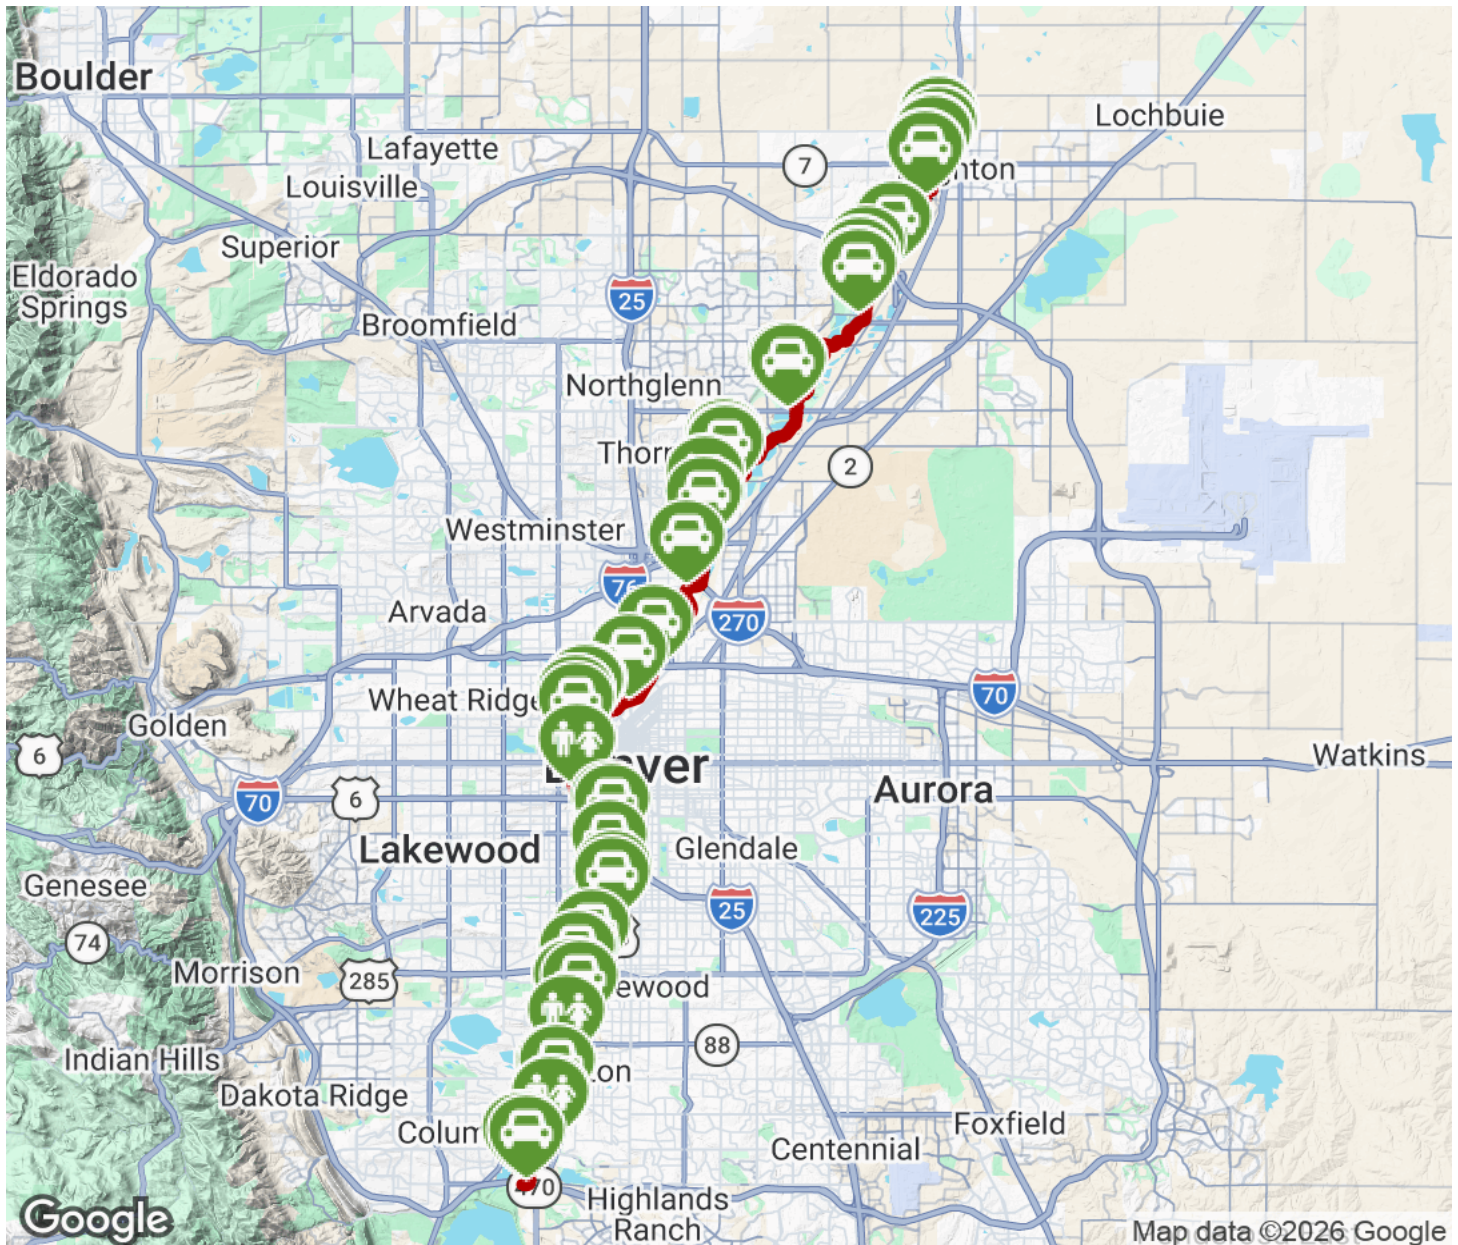 Boulder
Lochbuie
Lafayette
7
Louisville
Superior
Eldorado
Springs
25
Broomfield
Northglenn
2
Westminster
76
Arvada
270
Wheat Ridge
70
Golden
6
Watkins
70
6
Aurora
Lakewood
Glendale
Genesee
25
225
74
Morrison
285
88
Indian Hills
Dakota Ridge
Foxfield
Centennial
Highlands
Ranch
Google
Map data ©2026 Google